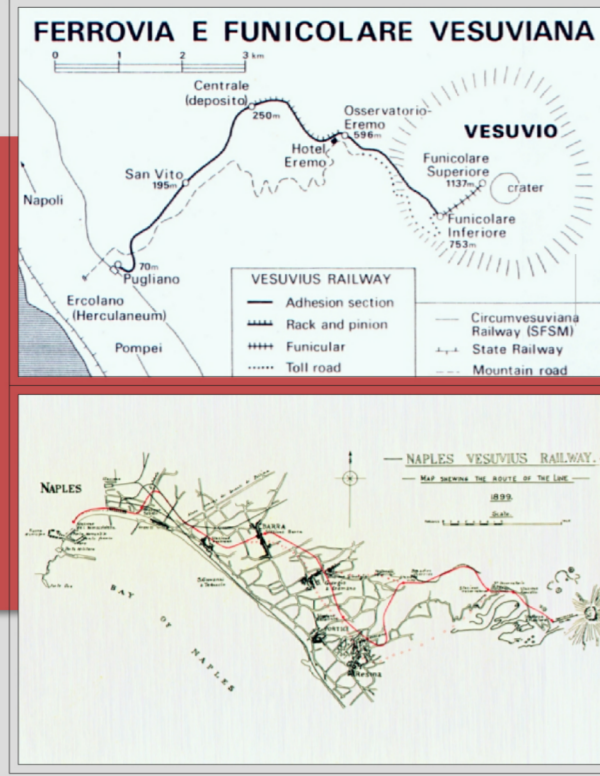 FERROVIA E FUNICOLARE VESUVIANA
0 1 2 3 km
Centrale
(deposito)
250m
Osservatorio-
Eremo
596m
VESUVIO
Hotel
Eremo
Funicolare
Superiore
1137m
crater
San Vito
195m
Napoli
Funicolare
Inferiore
753m
70m
Pugliano
Ercolano
(Herculaneum)
Pompei
VESUVIUS RAILWAY
Adhesion section
Rack and pinion
Funicular
Toll road
Circumvesuviana
Railway (SFSM)
State Railway
Mountain road
NAPLES VESUVIUS RAILWAY.
MAP SHEWING THE ROUTE OF THE LINE
1899.
Scale.
NAPLES
BARRA
BAY OF NAPLES
PORTICI
Resina